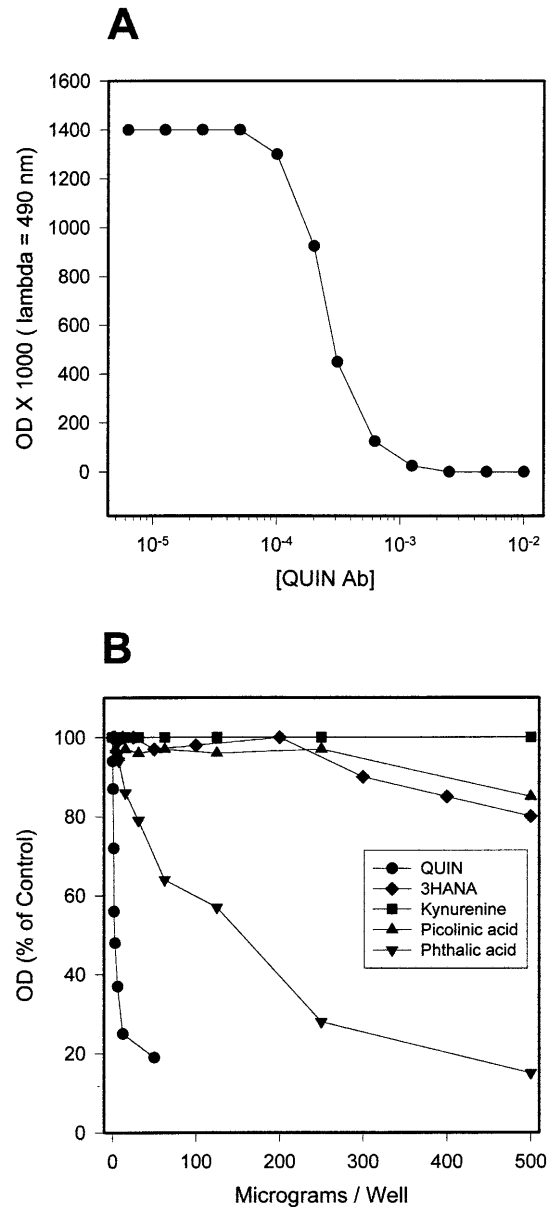 A
1600
1400
1200
1000
800
600
400
200
0
OD X 1000 ( lambda = 490 nm)
10-5
10-4
10-3
10-2
[QUIN Ab]
B
100
80
60
40
20
0
OD (% of Control)
QUIN
3HANA
Kynurenine
Picolinic acid
Phthalic acid
0
100
200
300
400
500
Micrograms / Well